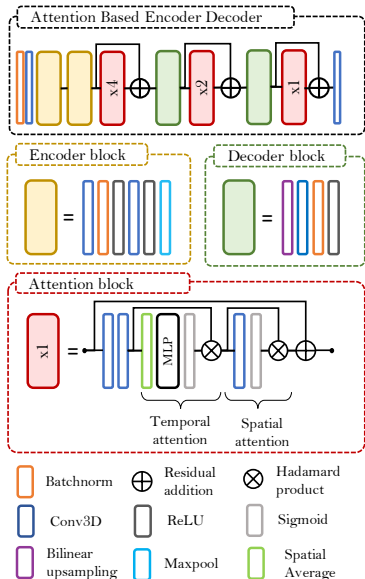 Attention Based Encoder Decoder
x4
x2
x1
Encoder block
=
Decoder block
=
Attention block
x1
=
MLP
Temporal
attention
Spatial
attention
Batchnorm
Residual
addition
Hadamard
product
Conv3D
ReLU
Sigmoid
Bilinear
upsampling
Maxpool
Spatial
Average